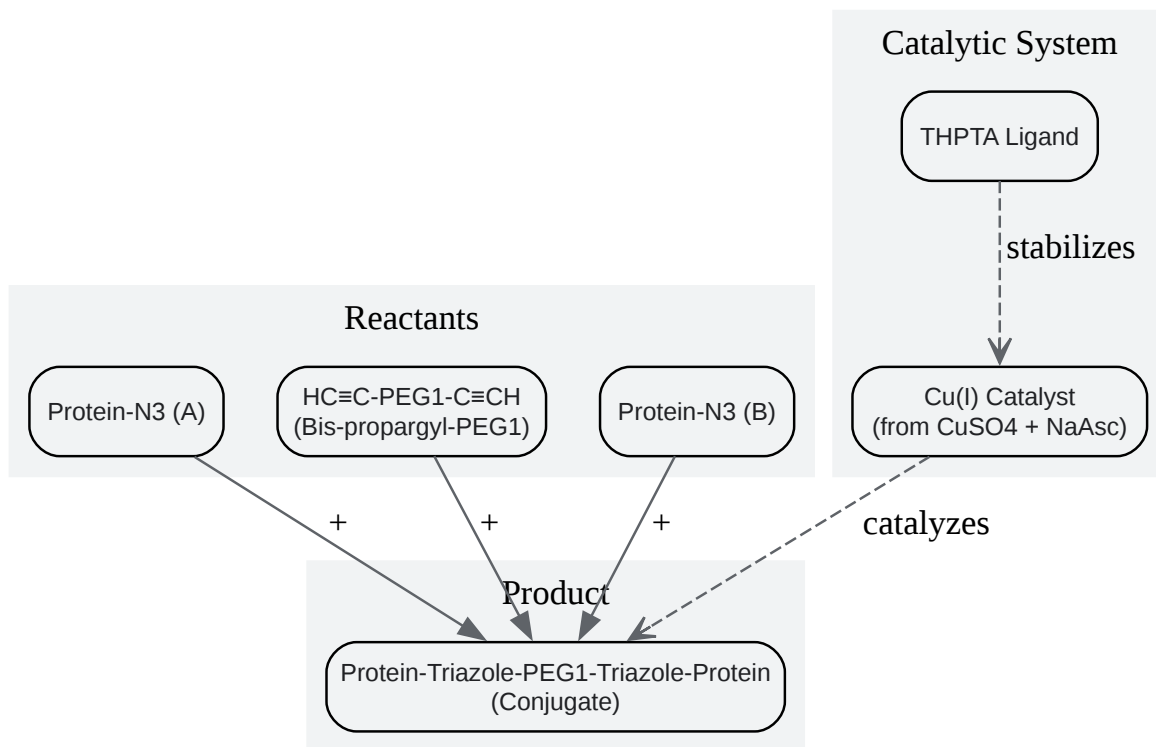 Catalytic System
THPTA Ligand
stabilizes
Reactants
Protein-N3 (A)
HC≡C-PEG1-C≡CH
(Bis-propargyl-PEG1)
Protein-N3 (B)
Cu(I) Catalyst
(from CuSO4 + NaAsc)
+
+
+
catalyzes
Product
Protein-Triazole-PEG1-Triazole-Protein
(Conjugate)